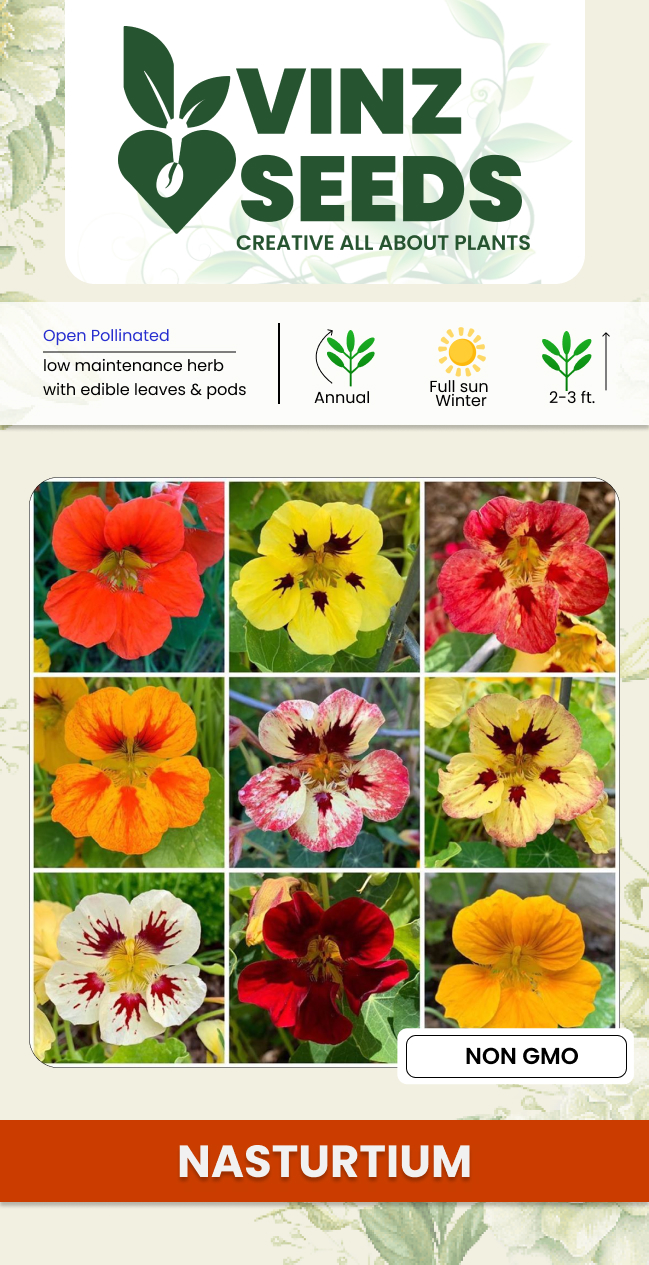 VINZ
SEEDS
CREATIVE ALL ABOUT PLANTS
Open Pollinated
low maintenance herb
with edible leaves & pods
Annual
Full sun
Winter
2-3 ft.
NON GMO
NASTURTIUM